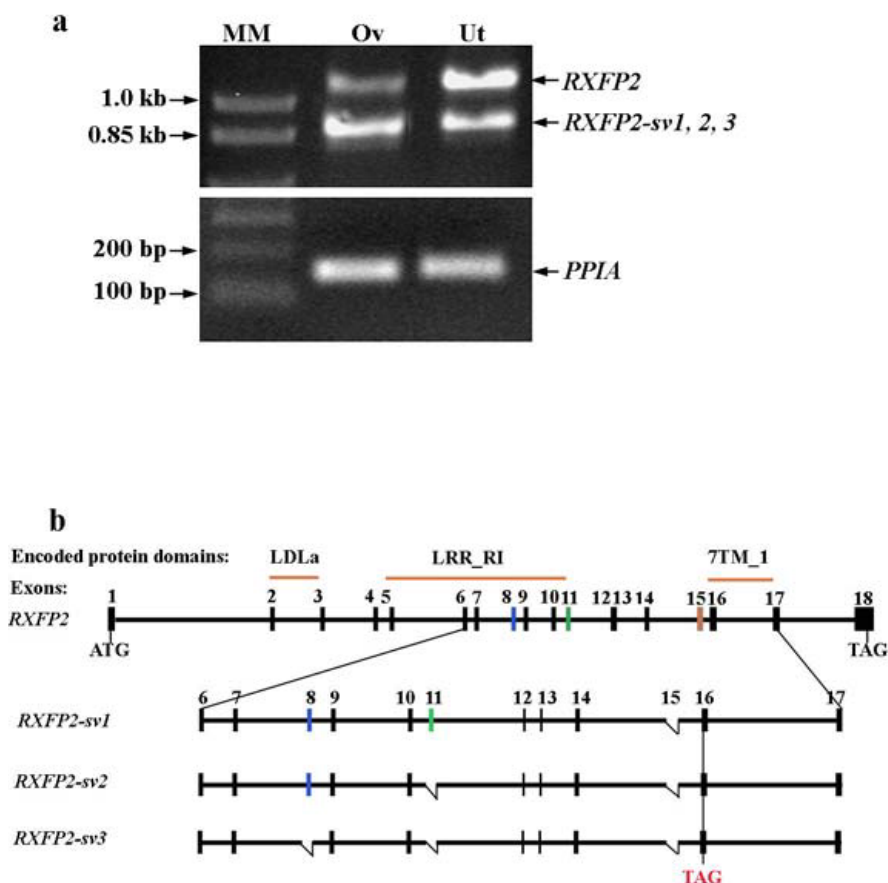 a
MM Ov Ut
RXFP2
1.0 kb
RXFP2-sv1, 2, 3
0.85 kb
200 bp
PPIA
100 bp
b
Encoded protein domains: LDLa LRR_RI 7TM_1
Exons: 1 2 3 4 5 6 7 8 9 10 11 12 13 14 15 16 17 18
RXFP2
ATG TAG
6 7 8 9 10 11 12 13 14 15 16 17
RXFP2-sv1
RXFP2-sv2
RXFP2-sv3
TAG